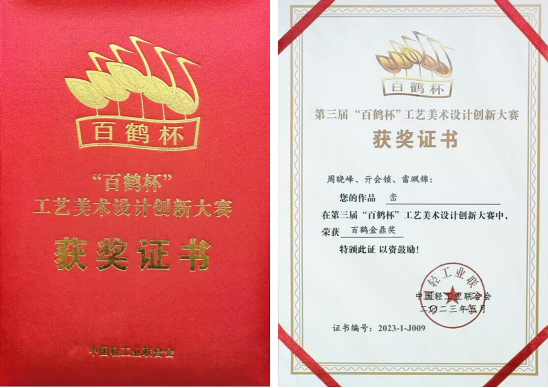 百鹤杯
“百鹤杯”
工艺美术设计创新大赛
获奖证书
中国轻工业联合会
百鹤杯
第三届“百鹤杯”工艺美术设计创新大赛
获奖证书
周晓峰、亓会领、雷佩锦:
您的作品 峦
在第三届“百鹤杯”工艺美术设计创新大赛中,
荣获 百鹤金鼎奖
特颁此证 以资鼓励!
中国轻工业联合会
二〇二三年五月
证书编号:2023-1-J009